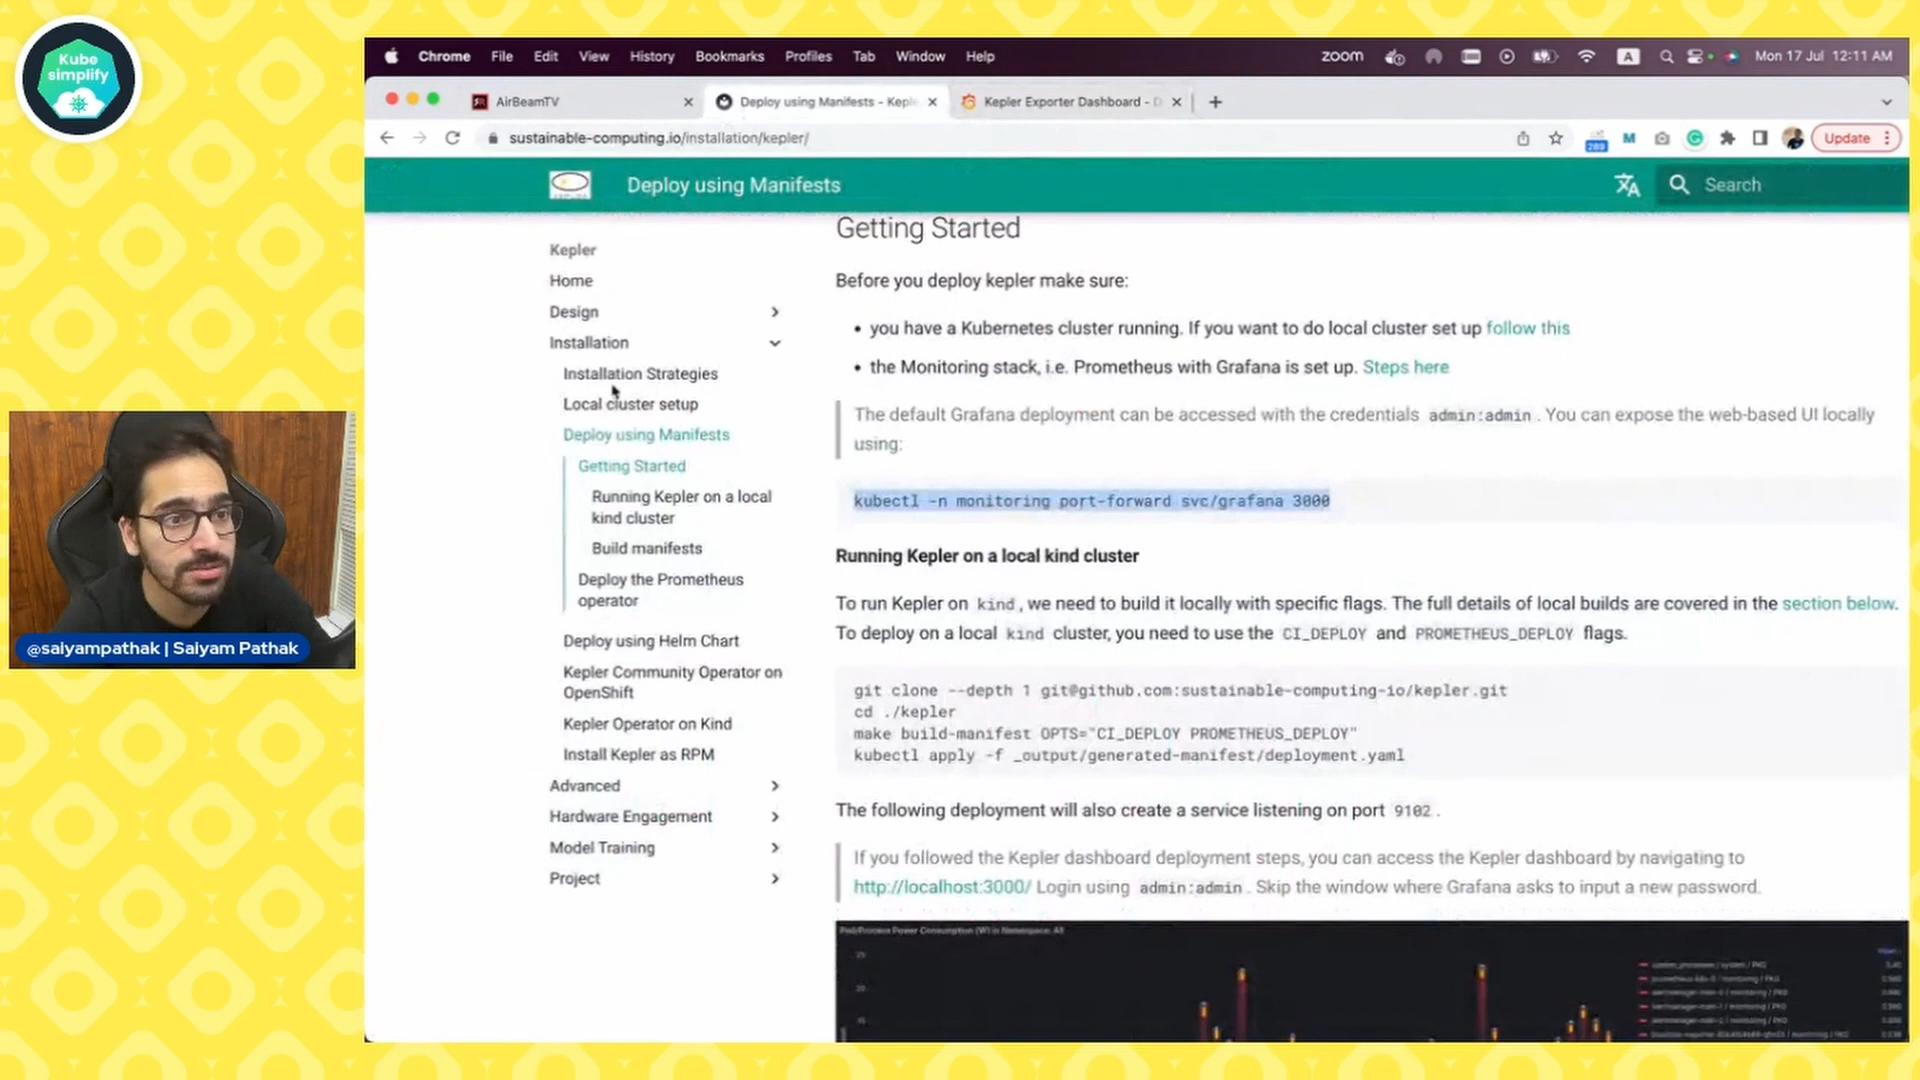 Kube
simplify
Chrome File Edit View History Bookmarks Profiles Tab Window Help
zoom A Mon 17 Jul 12:11 AM
AirBeamTV
Deploy using Manifests - Keple
Kepler Exporter Dashboard - D
sustainable-computing.io/installation/kepler/
289
M
Update
Deploy using Manifests
Search
Kepler
Home
Design
Installation
Installation Strategies
Local cluster setup
Deploy using Manifests
Getting Started
Running Kepler on a local
kind cluster
Build manifests
Deploy the Prometheus
operator
Deploy using Helm Chart
Kepler Community Operator on
OpenShift
Kepler Operator on Kind
Install Kepler as RPM
Advanced
Hardware Engagement
Model Training
Project
Getting Started
Before you deploy kepler make sure:
• you have a Kubernetes cluster running. If you want to do local cluster set up follow this
• the Monitoring stack, i.e. Prometheus with Grafana is set up. Steps here
The default Grafana deployment can be accessed with the credentials admin:admin . You can expose the web-based UI locally
using:
kubectl -n monitoring port-forward svc/grafana 3000
Running Kepler on a local kind cluster
To run Kepler on kind , we need to build it locally with specific flags. The full details of local builds are covered in the section below.
To deploy on a local kind cluster, you need to use the CI_DEPLOY and PROMETHEUS_DEPLOY flags.
git clone --depth 1 git@github.com:sustainable-computing-io/kepler.git
cd ./kepler
make build-manifest OPTS="CI_DEPLOY PROMETHEUS_DEPLOY"
kubectl apply -f _output/generated-manifest/deployment.yaml
The following deployment will also create a service listening on port 9102 .
If you followed the Kepler dashboard deployment steps, you can access the Kepler dashboard by navigating to
http://localhost:3000/ Login using admin:admin . Skip the window where Grafana asks to input a new password.
Pod/Process Power Consumption (W) in Namespace: All
@saiyampathak | Saiyam Pathak